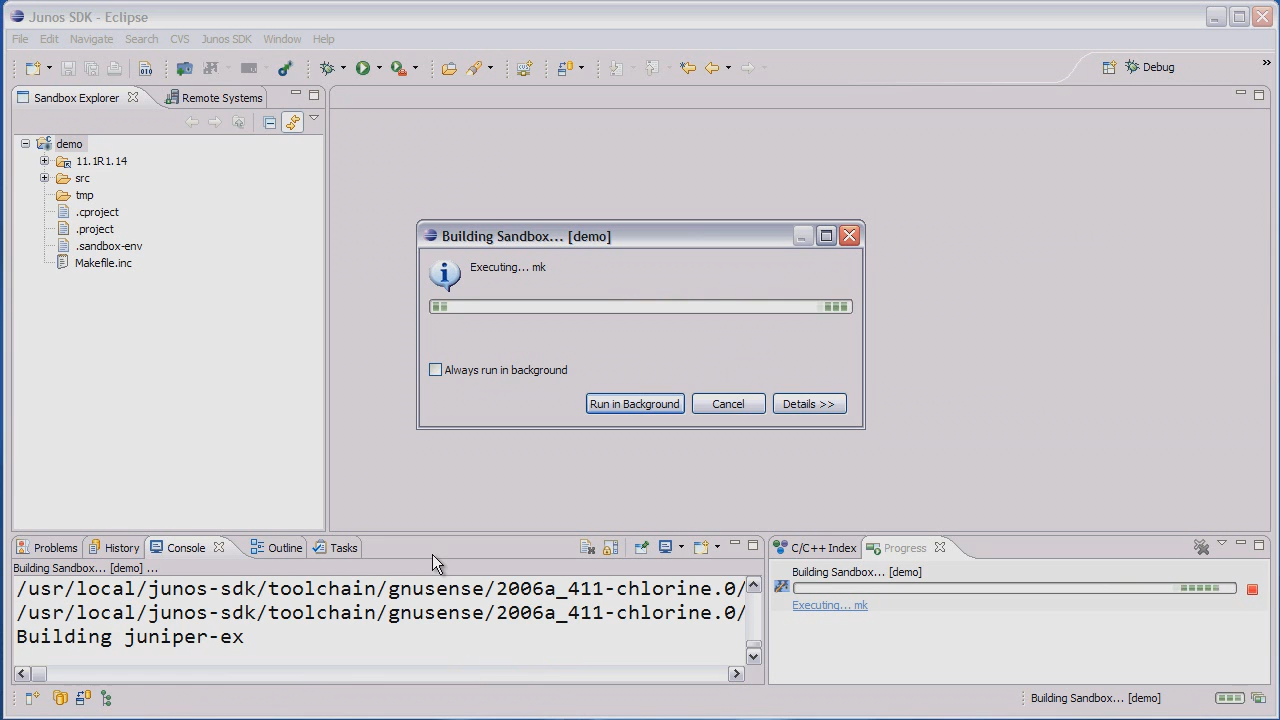 Junos SDK - Eclipse
File Edit Navigate Search CVS Junos SDK Window Help
Debug
Sandbox Explorer Remote Systems
demo
11.1R1.14
src
tmp
.cproject
.project
.sandbox-env
Makefile.inc
Building Sandbox... [demo]
Executing... mk
Always run in background
Run in Background Cancel Details >>
Problems History Console Outline Tasks
Building Sandbox... [demo] ...
/usr/local/junos-sdk/toolchain/gnusense/2006a_411-chlorine.0/
/usr/local/junos-sdk/toolchain/gnusense/2006a_411-chlorine.0/
Building juniper-ex
C/C++ Index Progress
Building Sandbox... [demo]
Executing... mk
Building Sandbox... [demo]